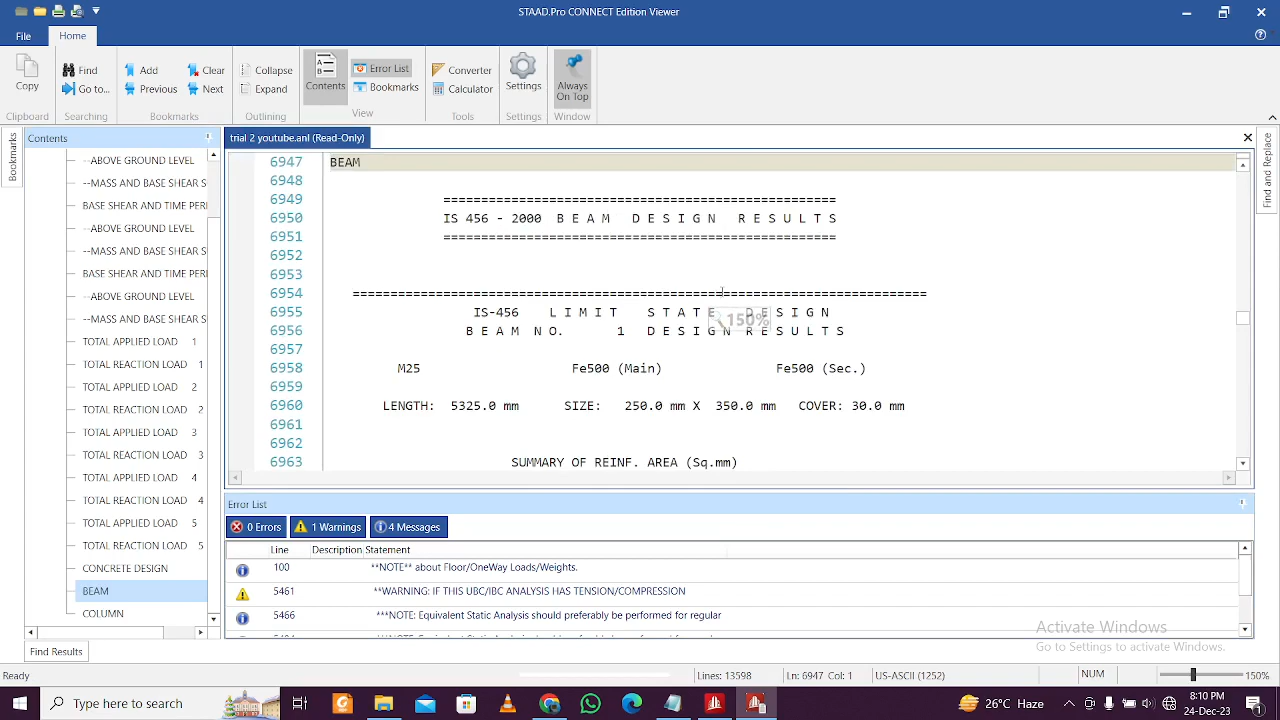 STAAD.Pro CONNECT Edition Viewer
File
Home
Copy
Clipboard
Find
Go to...
Searching
Add
Previous
Clear
Next
Bookmarks
Collapse
Expand
Outlining
Contents
Error List
Bookmarks
View
Converter
Calculator
Tools
Settings
Settings
Always
On Top
Window
Bookmarks
Contents
--ABOVE GROUND LEVEL
--MASS AND BASE SHEAR S
BASE SHEAR AND TIME PERI
--ABOVE GROUND LEVEL
--MASS AND BASE SHEAR S
BASE SHEAR AND TIME PERI
--ABOVE GROUND LEVEL
--MASS AND BASE SHEAR S
TOTAL APPLIED LOAD 1
TOTAL REACTION LOAD 1
TOTAL APPLIED LOAD 2
TOTAL REACTION LOAD 2
TOTAL APPLIED LOAD 3
TOTAL REACTION LOAD 3
TOTAL APPLIED LOAD 4
TOTAL REACTION LOAD 4
TOTAL APPLIED LOAD 5
TOTAL REACTION LOAD 5
CONCRETE DESIGN
BEAM
COLUMN
Find Results
trial 2 youtube.anl (Read-Only)
Find and Replace
6947 BEAM
6948
6949 ====================================================
6950 IS 456 - 2000 B E A M D E S I G N R E S U L T S
6951 ====================================================
6952
6953
6954 ============================================================================
6955 IS-456 L I M I T S T A T E D E S I G N
6956 B E A M N O. 1 D E S I G N R E S U L T S
6957
6958 M25 Fe500 (Main) Fe500 (Sec.)
6959
6960 LENGTH: 5325.0 mm SIZE: 250.0 mm X 350.0 mm COVER: 30.0 mm
6961
6962
6963 SUMMARY OF REINF. AREA (Sq.mm)
150%
Error List
0 Errors
1 Warnings
4 Messages
Line Description Statement
100 **NOTE** about Floor/OneWay Loads/Weights.
5461 **WARNING: IF THIS UBC/IBC ANALYSIS HAS TENSION/COMPRESSION
5466 ***NOTE: Equivalent Static Analysis should preferably be performed for regular
Activate Windows
Go to Settings to activate Windows.
Ready
Lines: 13598
Ln: 6947 Col: 1
US-ASCII (1252)
NUM
150%
Type here to search
26°C Haze
8:10 PM
24-Dec-23